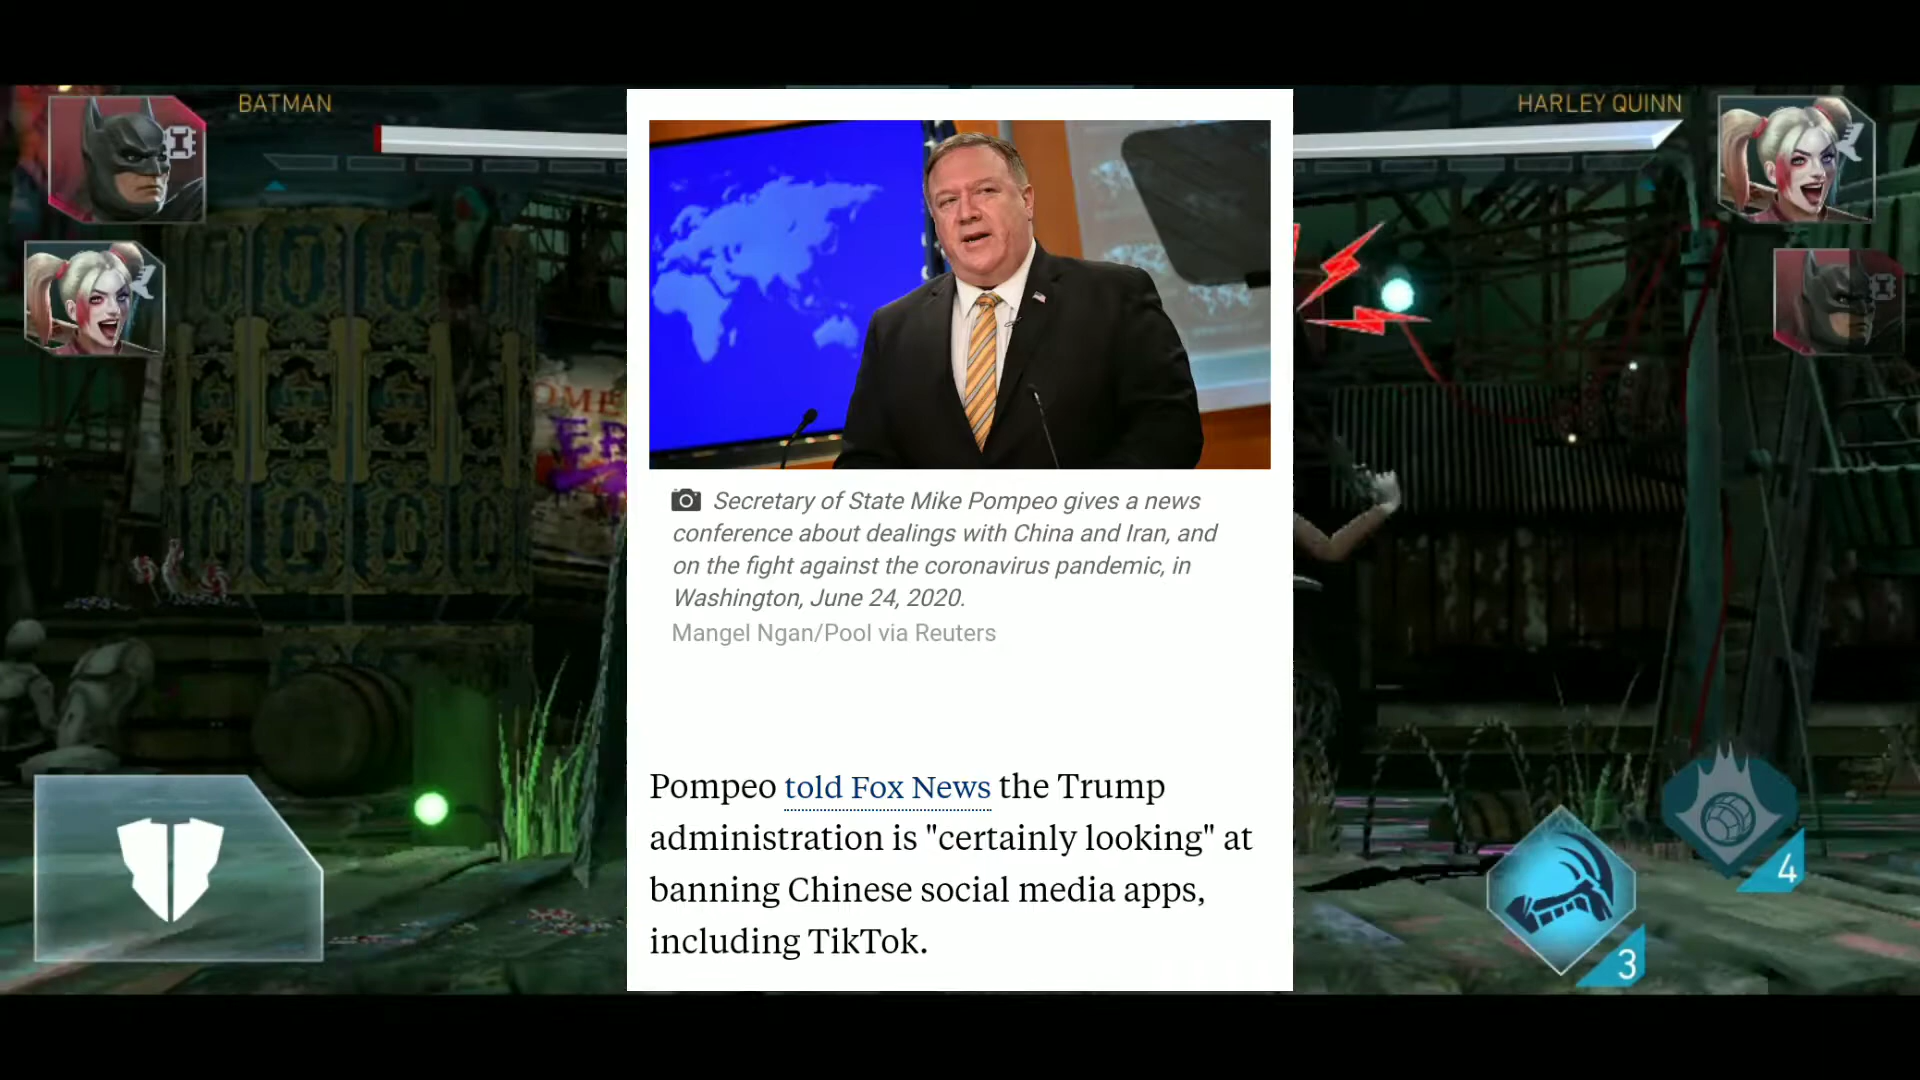 BATMAN
HARLEY QUINN
Secretary of State Mike Pompeo gives a news
conference about dealings with China and Iran, and
on the fight against the coronavirus pandemic, in
Washington, June 24, 2020.
Mangel Ngan/Pool via Reuters
Pompeo told Fox News the Trump
administration is "certainly looking" at
banning Chinese social media apps,
including TikTok.
4
3